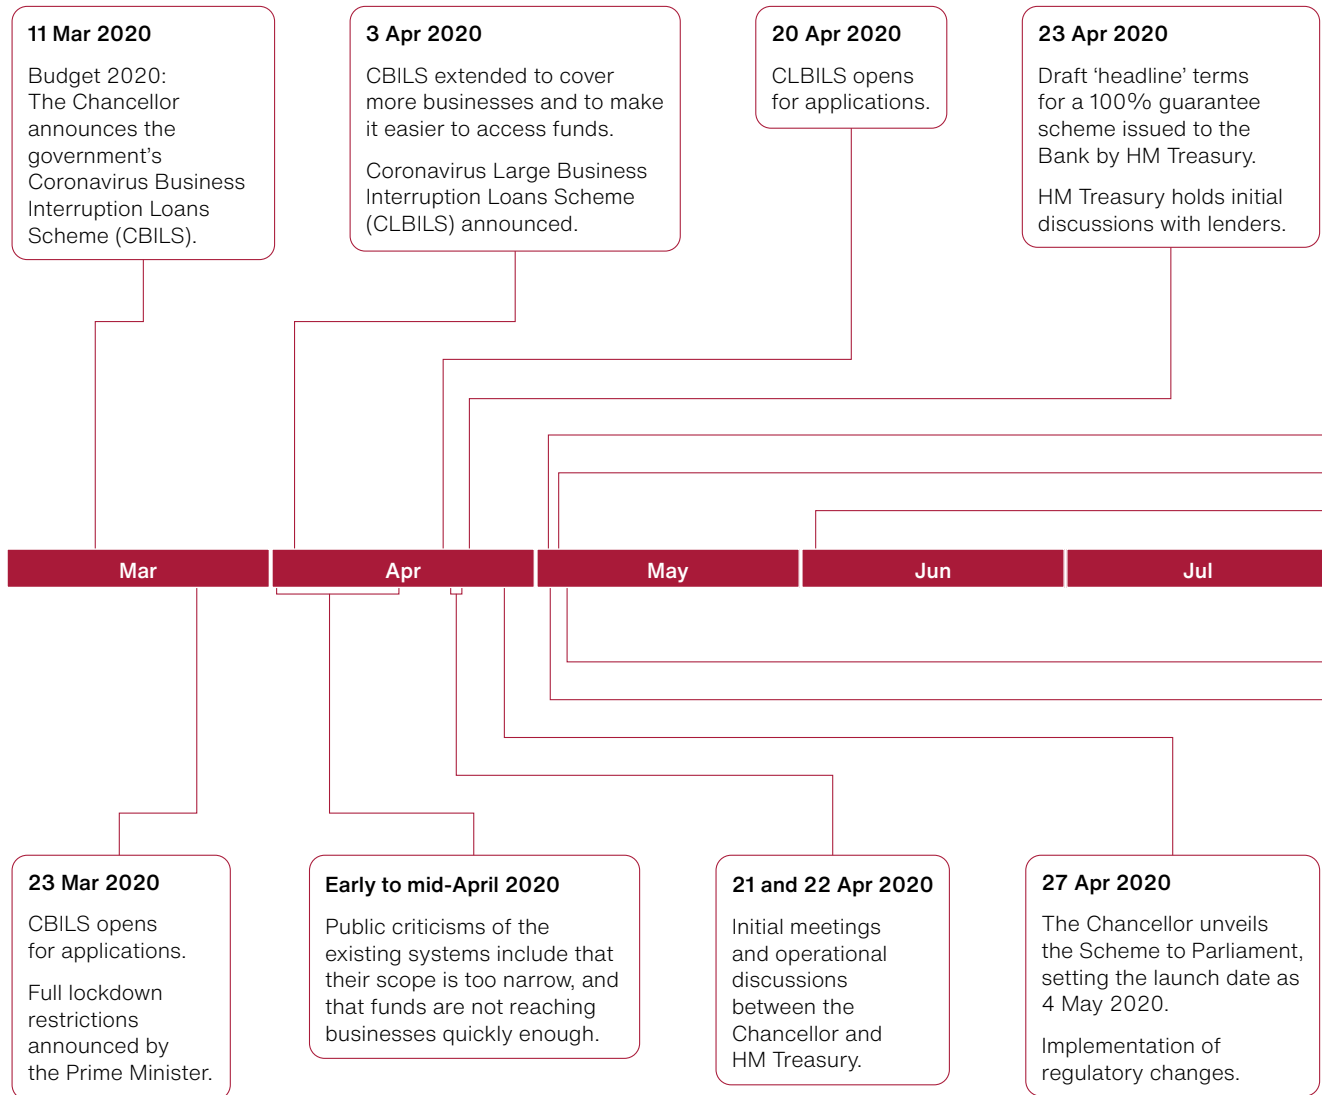 11 Mar 2020
Budget 2020:
The Chancellor
announces the
government’s
Coronavirus Business
Interruption Loans
Scheme (CBILS).
3 Apr 2020
CBILS extended to cover
more businesses and to make
it easier to access funds.
Coronavirus Large Business
Interruption Loans Scheme
(CLBILS) announced.
20 Apr 2020
CLBILS opens
for applications.
23 Apr 2020
Draft ‘headline’ terms
for a 100% guarantee
scheme issued to the
Bank by HM Treasury.
HM Treasury holds initial
discussions with lenders.
Mar
Apr
May
Jun
Jul
23 Mar 2020
CBILS opens
for applications.
Full lockdown
restrictions
announced by
the Prime Minister.
Early to mid-April 2020
Public criticisms of the
existing systems include that
their scope is too narrow, and
that funds are not reaching
businesses quickly enough.
21 and 22 Apr 2020
Initial meetings
and operational
discussions
between the
Chancellor and
HM Treasury.
27 Apr 2020
The Chancellor unveils
the Scheme to Parliament,
setting the launch date as
4 May 2020.
Implementation of
regulatory changes.